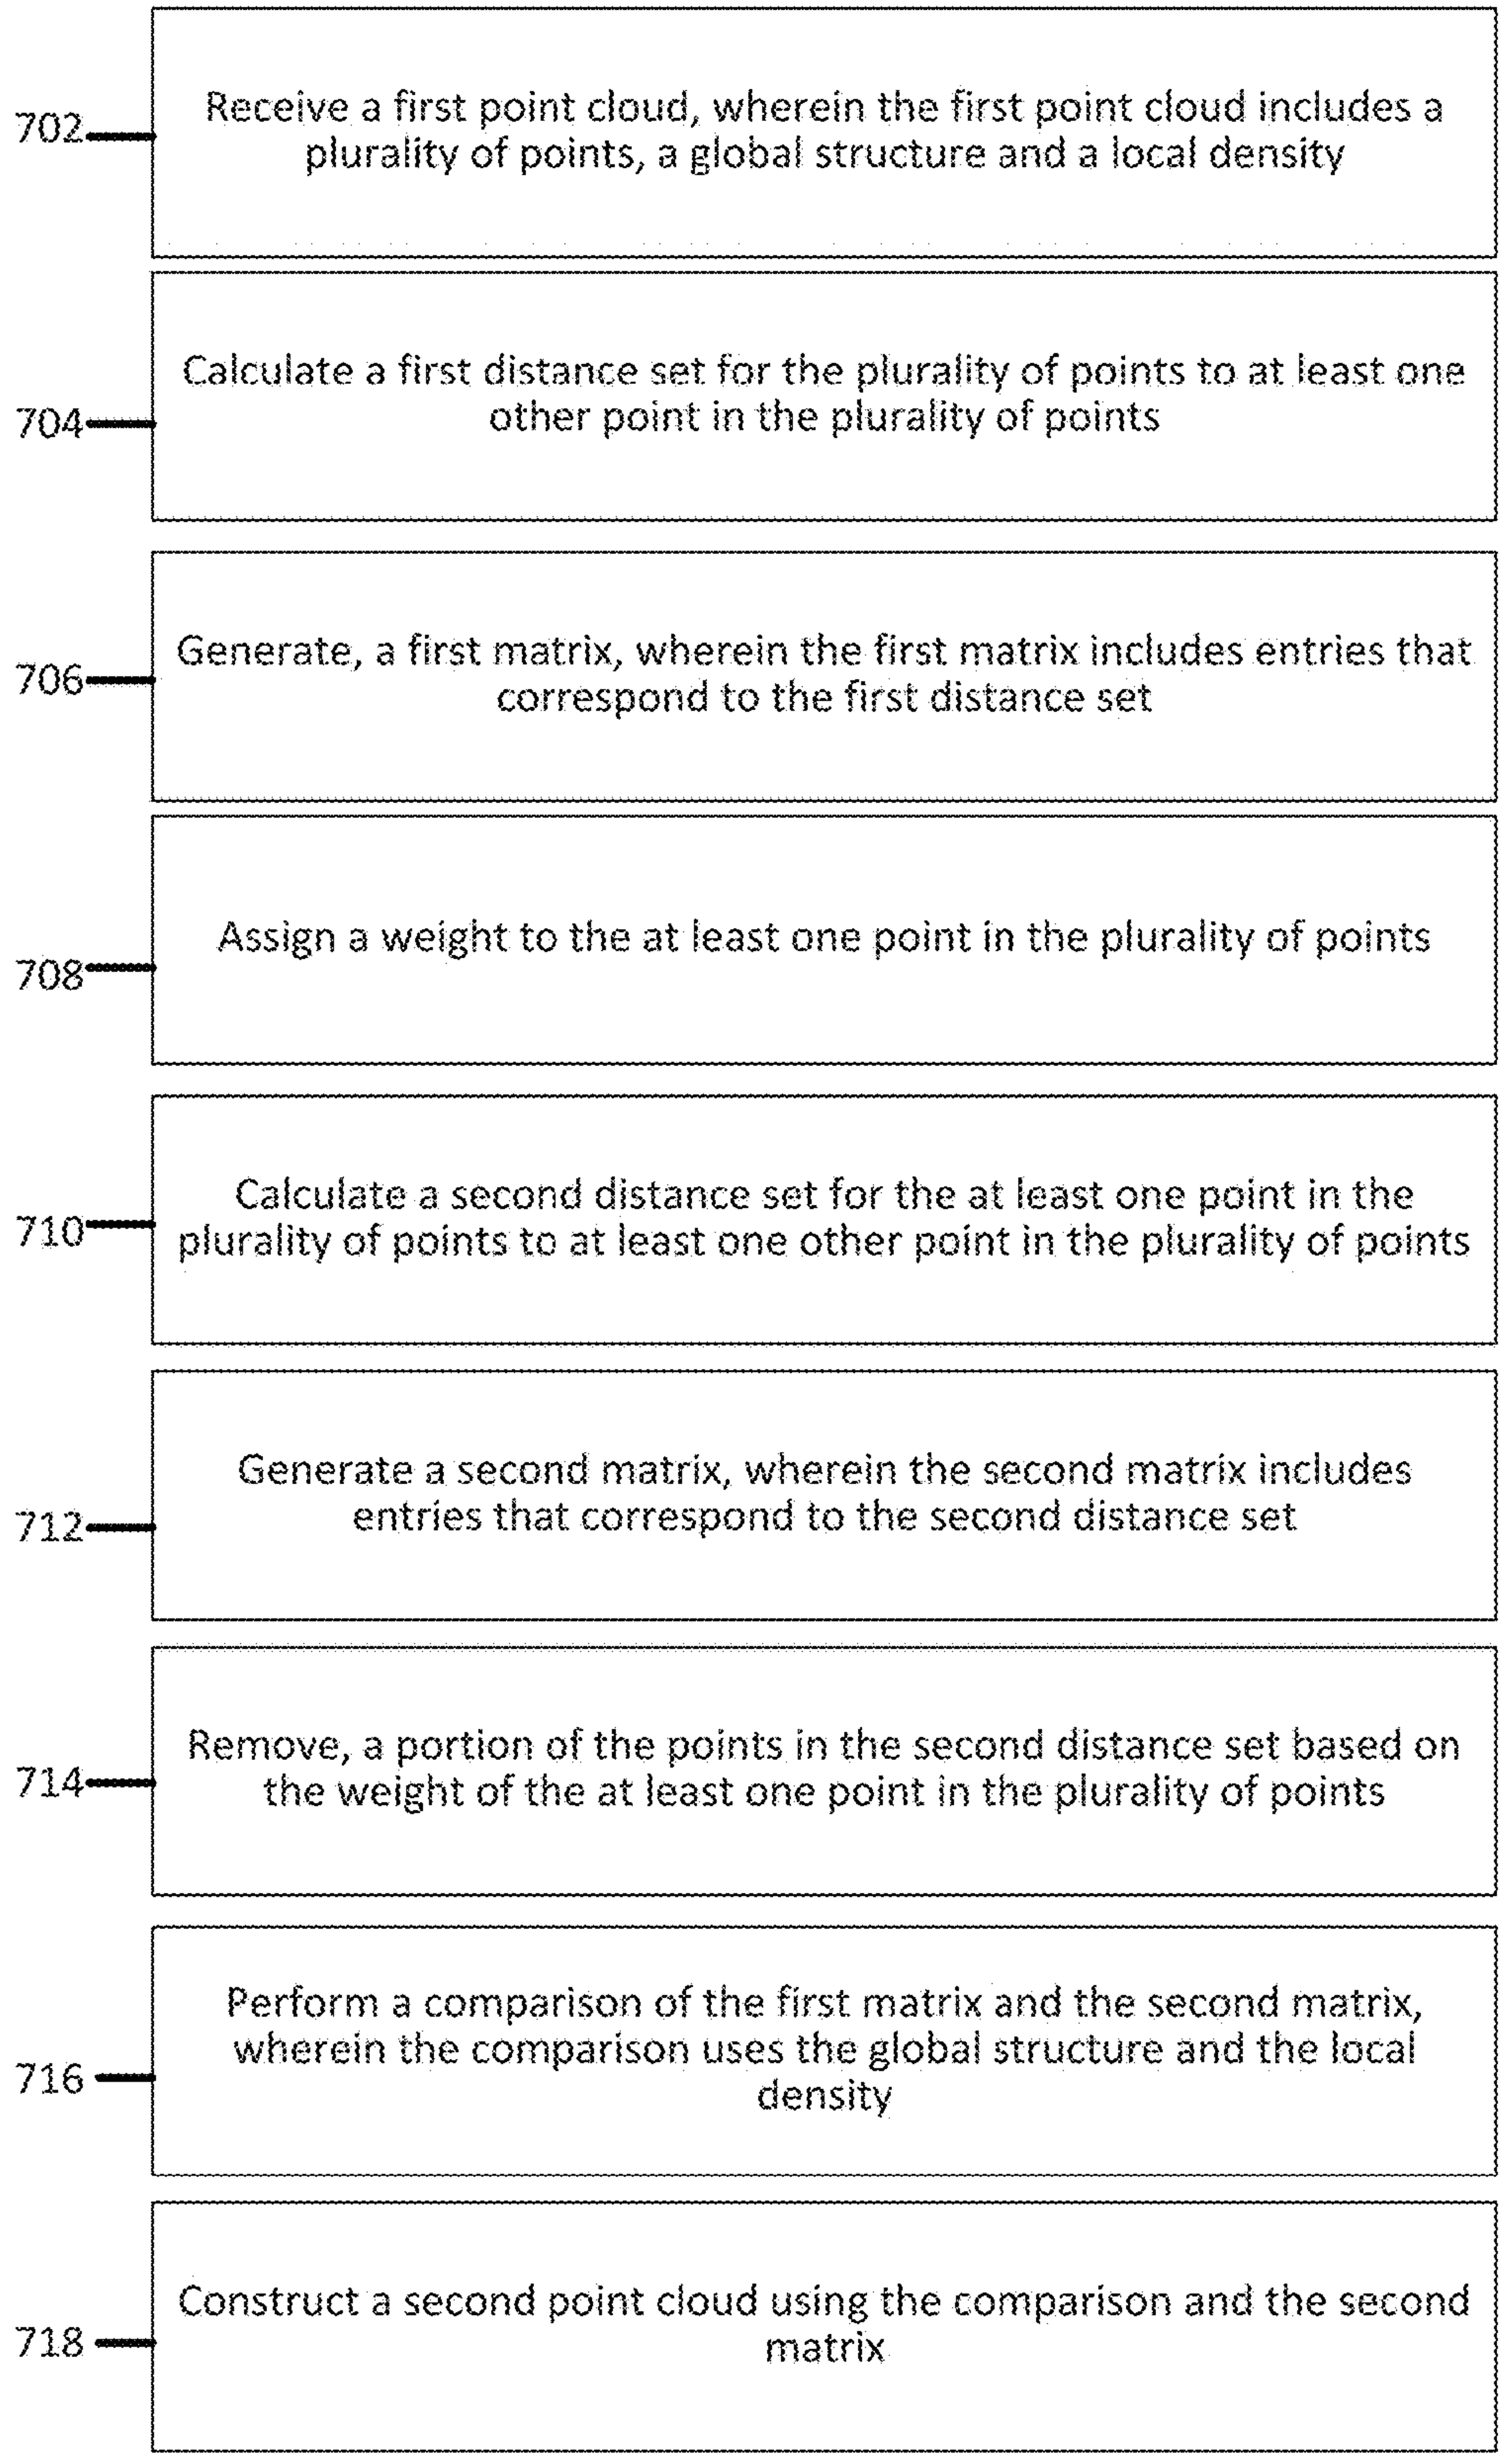 702
Receive a first point cloud, wherein the first point cloud includes a
plurality of points, a global structure and a local density
704
Calculate a first distance set for the plurality of points to at least one
other point in the plurality of points
706
Generate, a first matrix, wherein the first matrix includes entries that
correspond to the first distance set
708
Assign a weight to the at least one point in the plurality of points
710
Calculate a second distance set for the at least one point in the
plurality of points to at least one other point in the plurality of points
712
Generate a second matrix, wherein the second matrix includes
entries that correspond to the second distance set
714
Remove, a portion of the points in the second distance set based on
the weight of the at least one point in the plurality of points
716
Perform a comparison of the first matrix and the second matrix,
wherein the comparison uses the global structure and the local
density
718
Construct a second point cloud using the comparison and the second
matrix